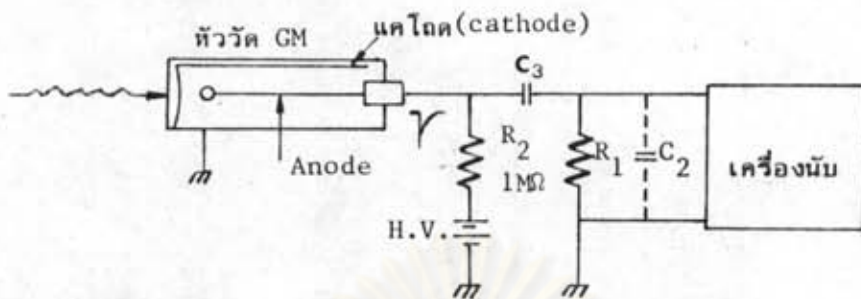 หัววัด GM
แคโถด(cathode)
C₃
Anode
R₂
1MΩ
R₁
C₂
เครื่องนับ
H.V.